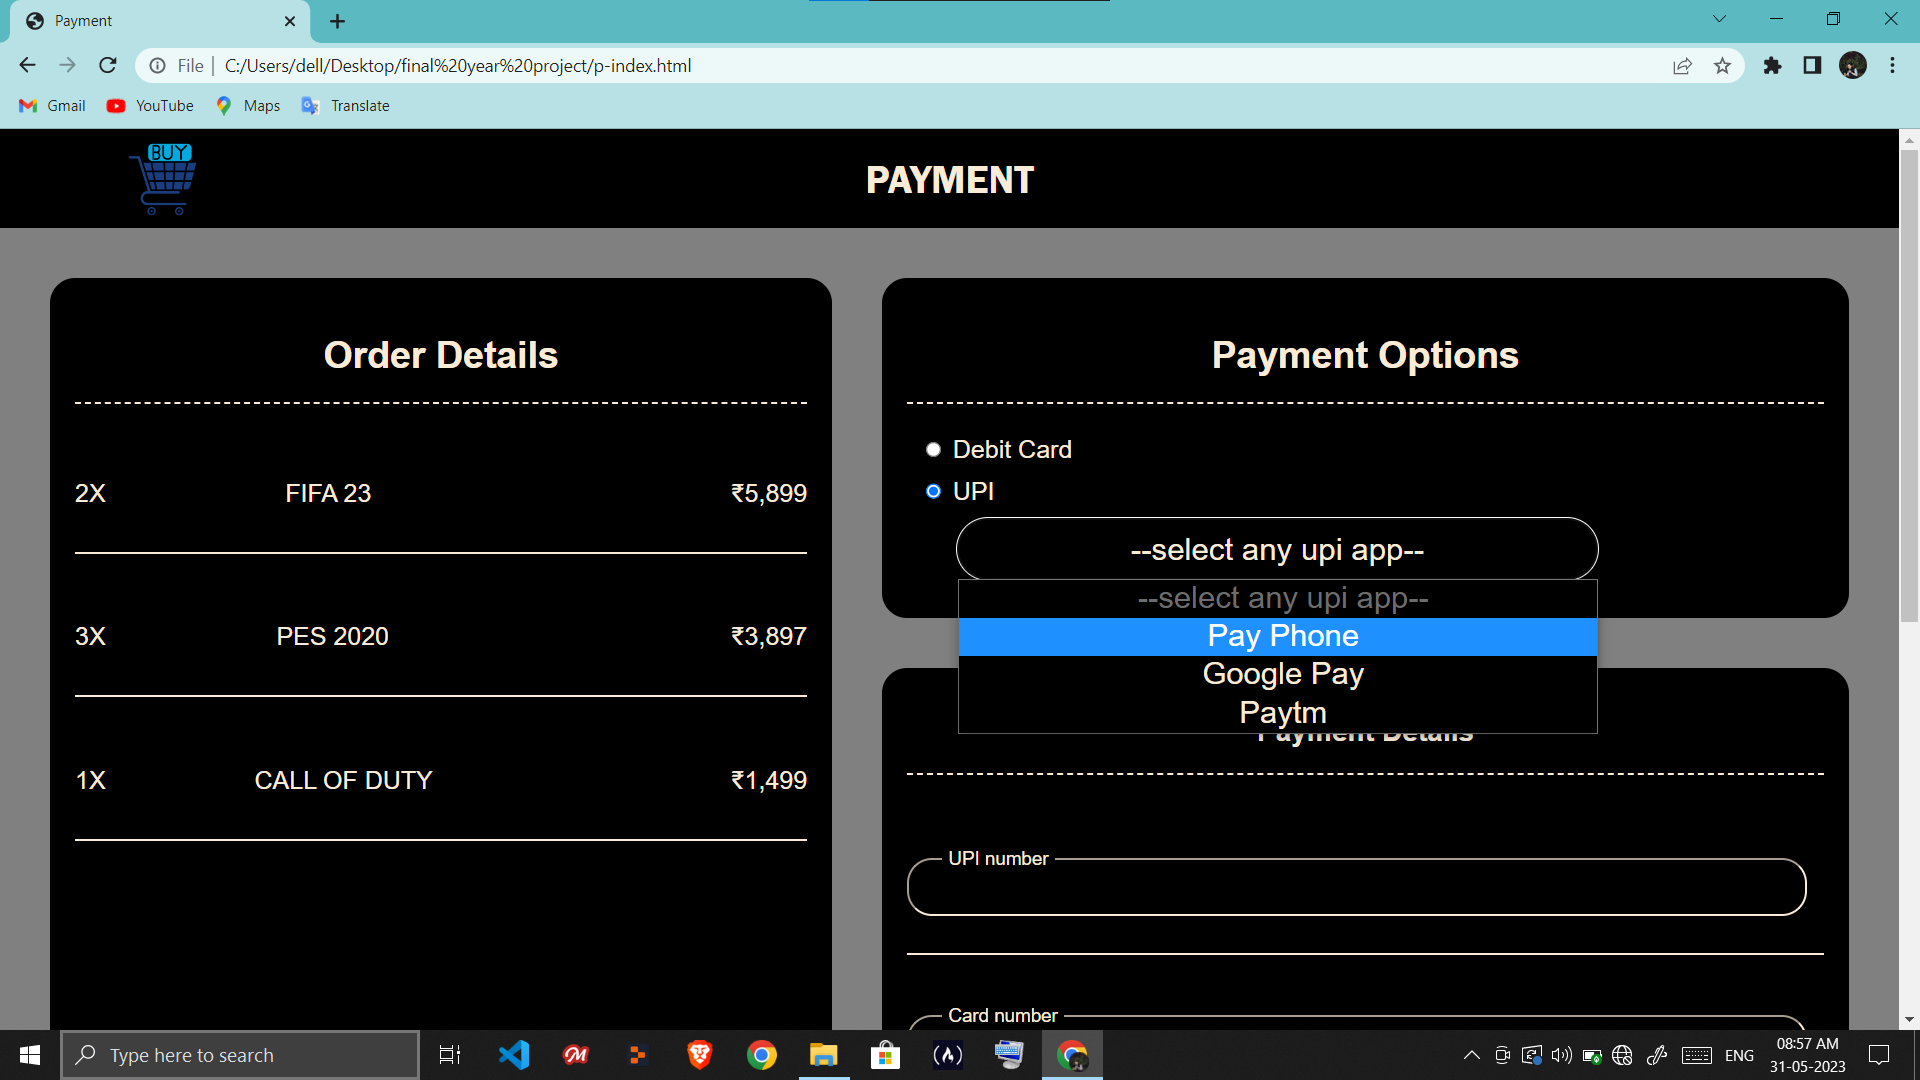 Payment
File
C:/Users/dell/Desktop/final%20year%20project/p-index.html
Gmail
YouTube
Maps
Translate
BUY
PAYMENT
Order Details
2X FIFA 23 ₹5,899
3X PES 2020 ₹3,897
1X CALL OF DUTY ₹1,499
Payment Options
Debit Card
UPI
--select any upi app--
--select any upi app--
Pay Phone
Google Pay
Paytm
Payment Details
UPI number
Card number
Type here to search
ENG
08:57 AM
31-05-2023